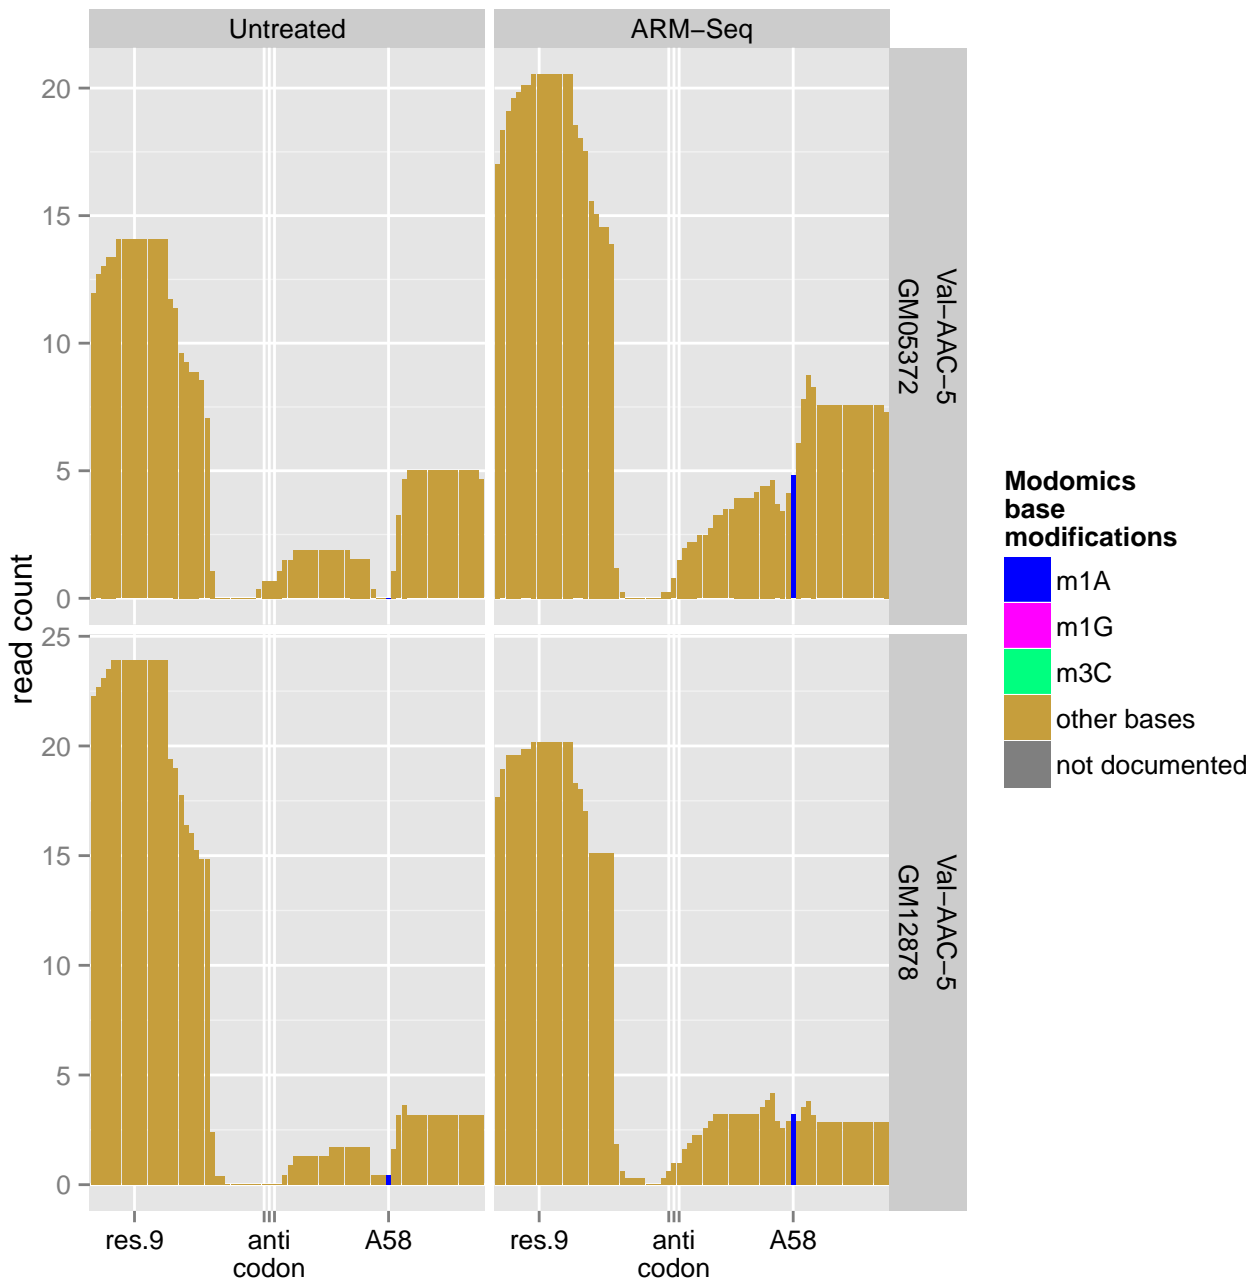 Untreated
ARM−Seq
20
15
10
5
0
Val−AAC−5
GM05372
25
20
15
10
5
0
Val−AAC−5
GM12878
read count
res.9
anti
codon
A58
res.9
anti
codon
A58
Modomics
base
modifications
m1A
m1G
m3C
other bases
not documented